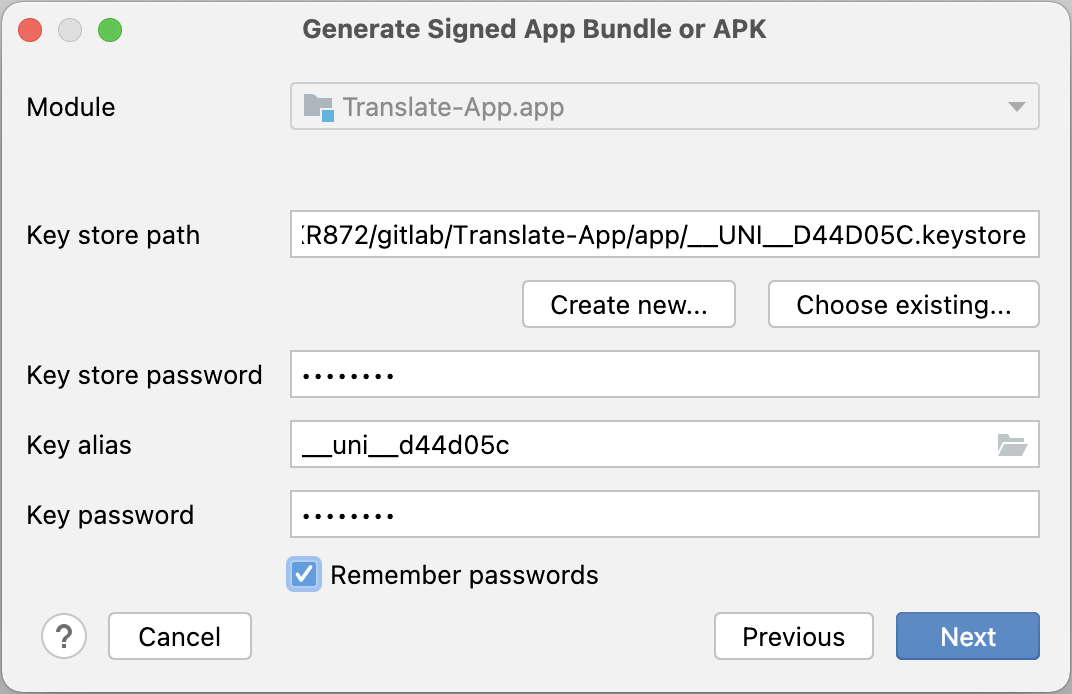 Generate Signed App Bundle or APK
Module
Translate-App.app
Key store path
R872/gitlab/Translate-App/app/__UNI__D44D05C.keystore
Create new...
Choose existing...
Key store password
••••••••
Key alias
__uni__d44d05c
Key password
••••••••
Remember passwords
?
Cancel
Previous
Next